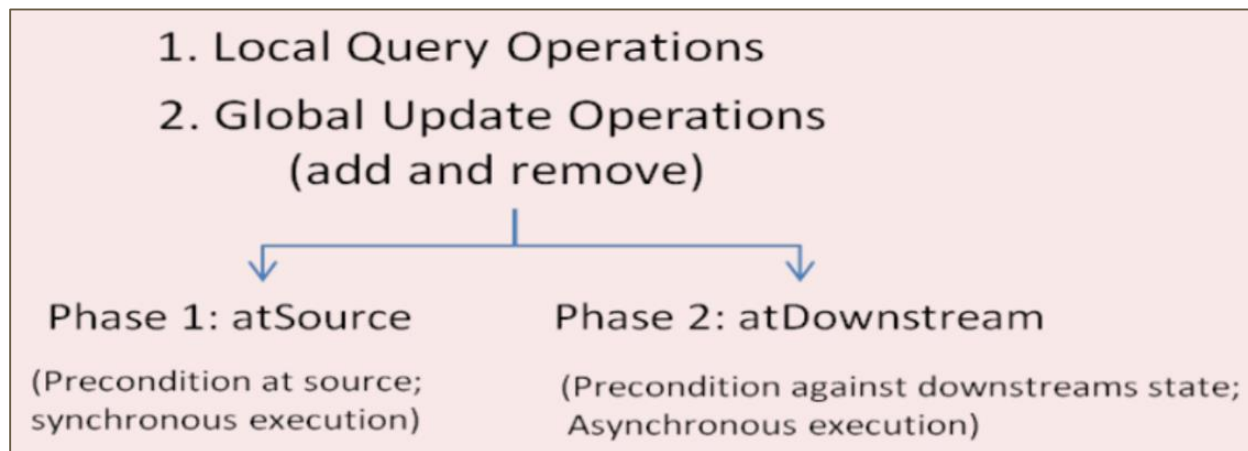 1. Local Query Operations
2. Global Update Operations
(add and remove)
Phase 1: atSource
Phase 2: atDownstream
(Precondition at source;
synchronous execution)
(Precondition against downstreams state;
Asynchronous execution)